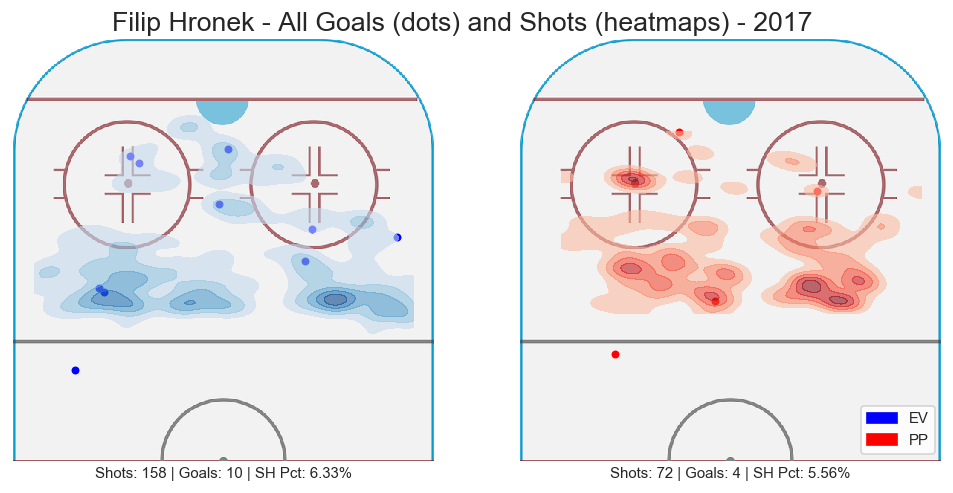 Filip Hronek - All Goals (dots) and Shots (heatmaps) - 2017
EV
PP
Shots: 158 | Goals: 10 | SH Pct: 6.33%
Shots: 72 | Goals: 4 | SH Pct: 5.56%